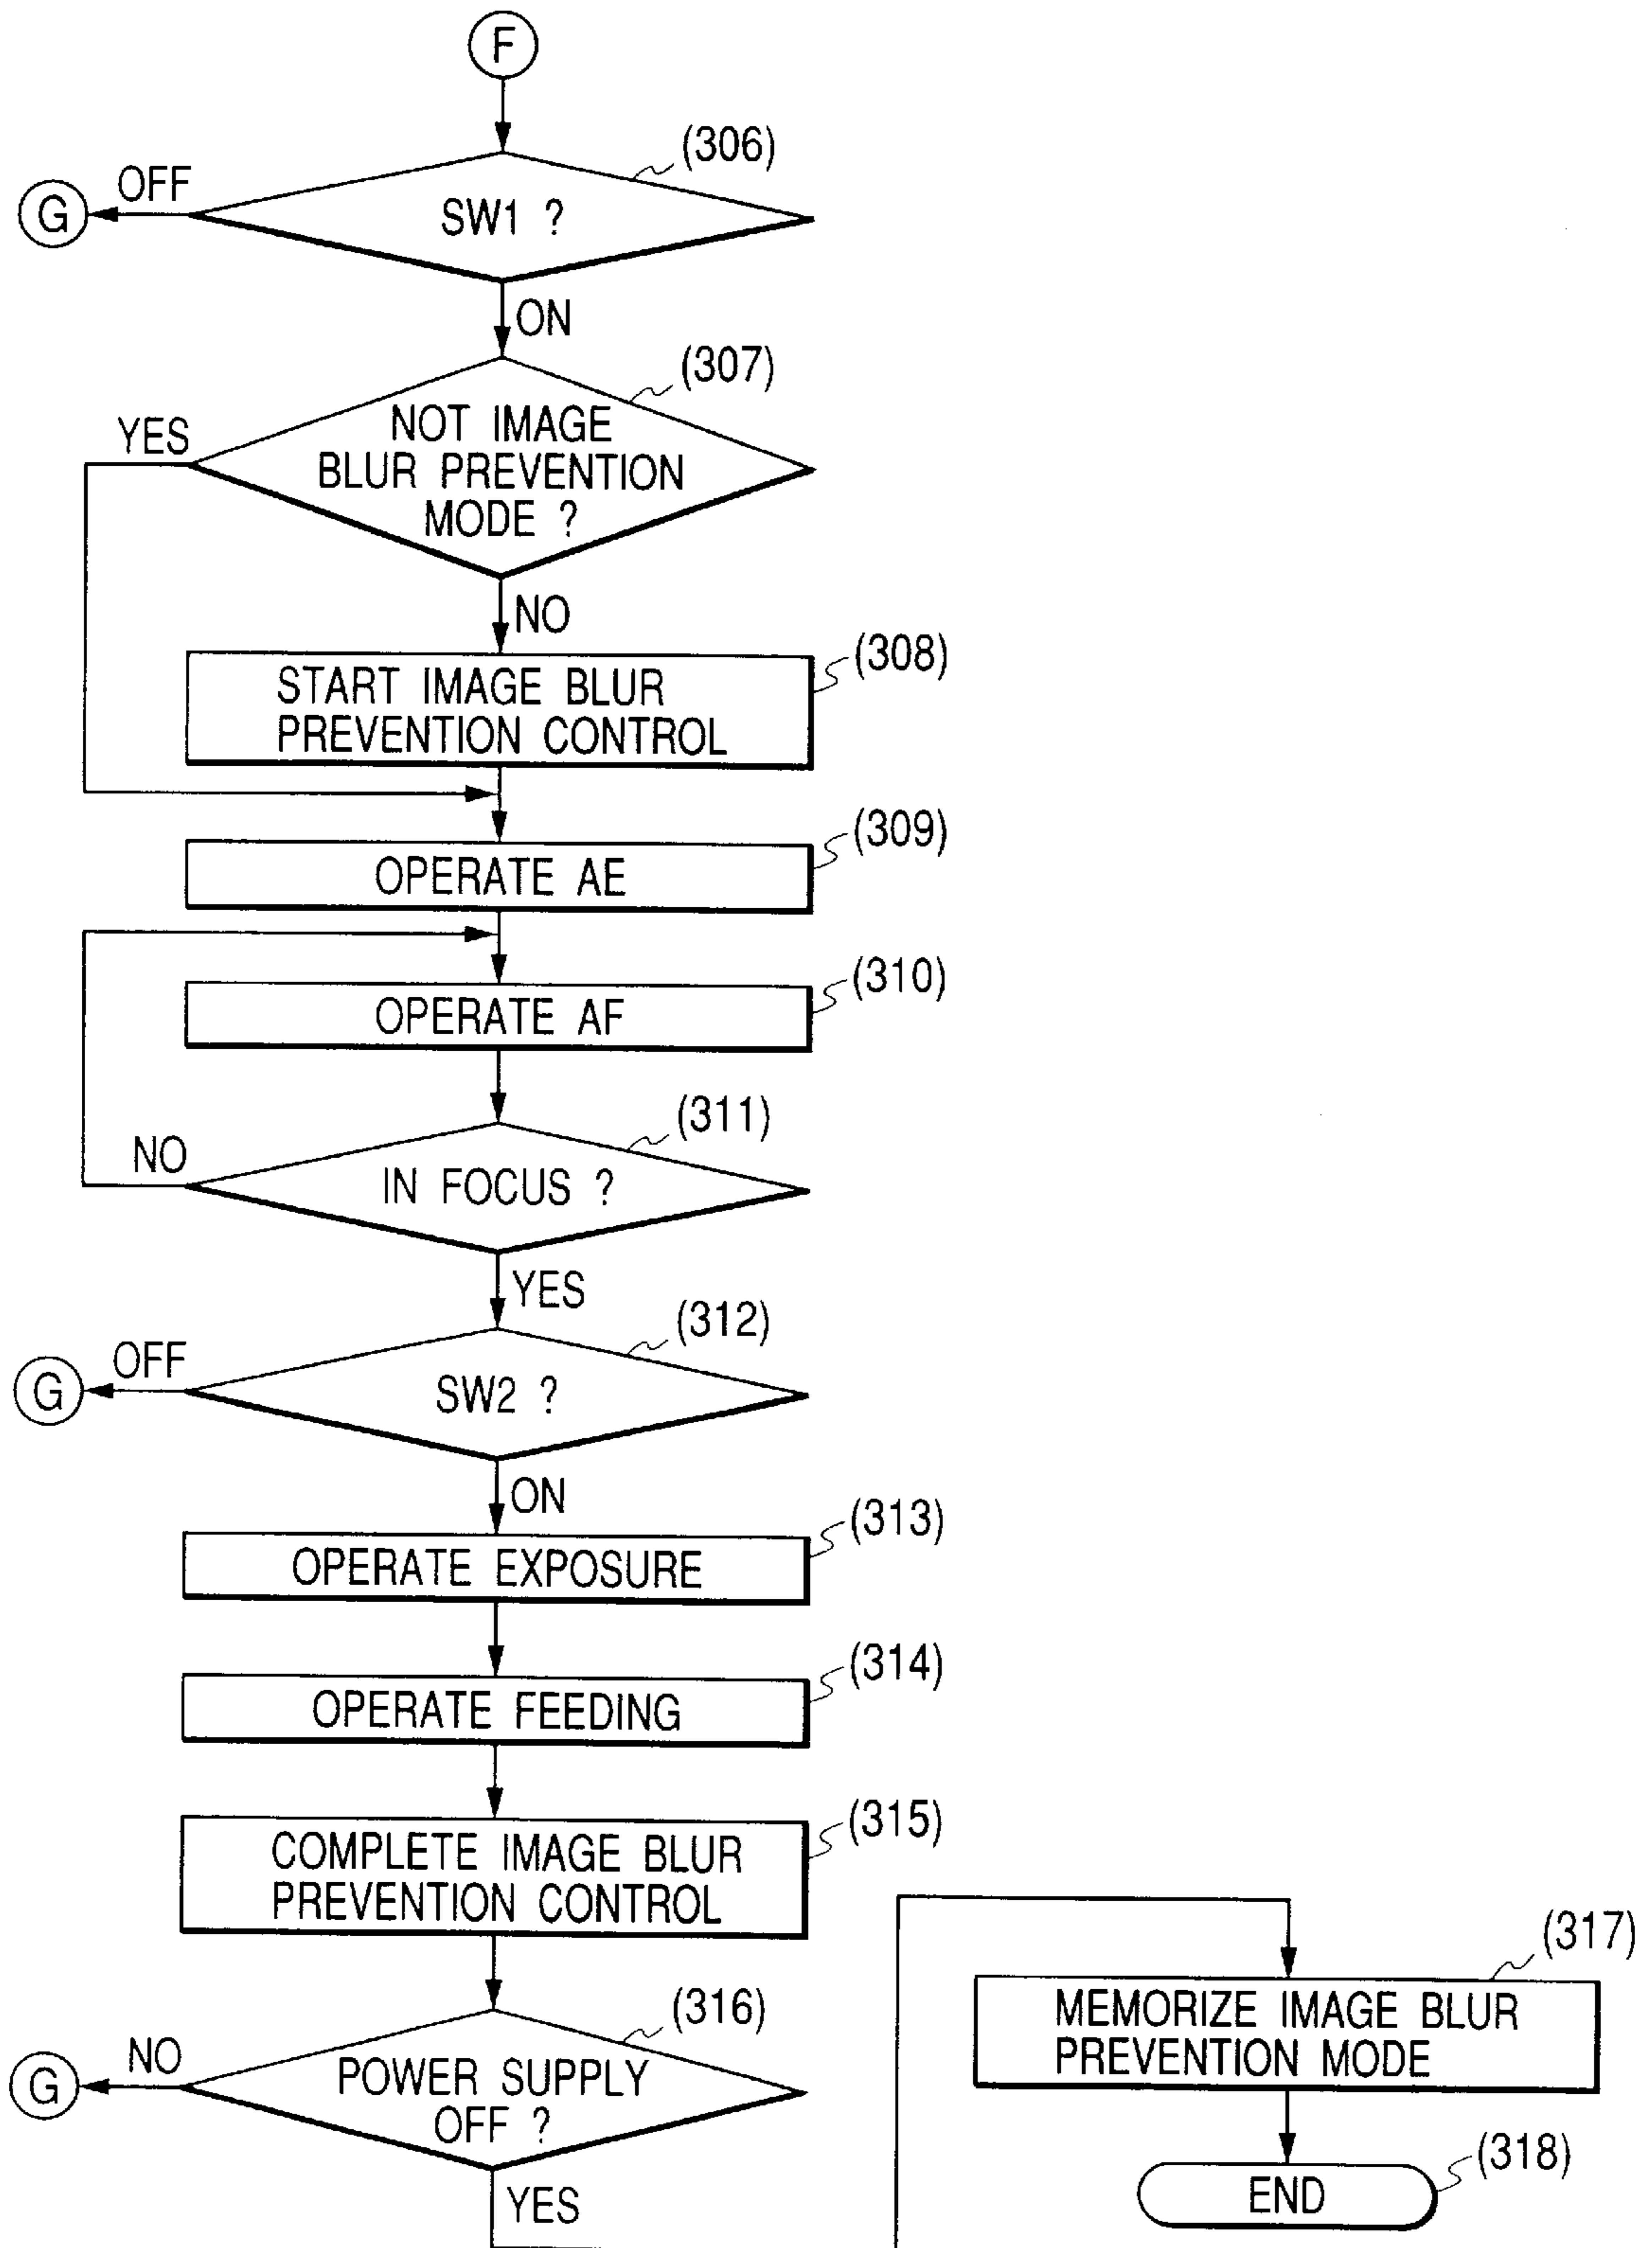 F
(306)
OFF
G
SW1 ?
ON
(307)
YES
NOT IMAGE
BLUR PREVENTION
MODE ?
NO
(308)
START IMAGE BLUR
PREVENTION CONTROL
(309)
OPERATE AE
(310)
OPERATE AF
(311)
NO
IN FOCUS ?
YES
(312)
OFF
G
SW2 ?
ON
(313)
OPERATE EXPOSURE
(314)
OPERATE FEEDING
(315)
COMPLETE IMAGE BLUR
PREVENTION CONTROL
(316)
NO
G
POWER SUPPLY
OFF ?
YES
(317)
MEMORIZE IMAGE BLUR
PREVENTION MODE
(318)
END